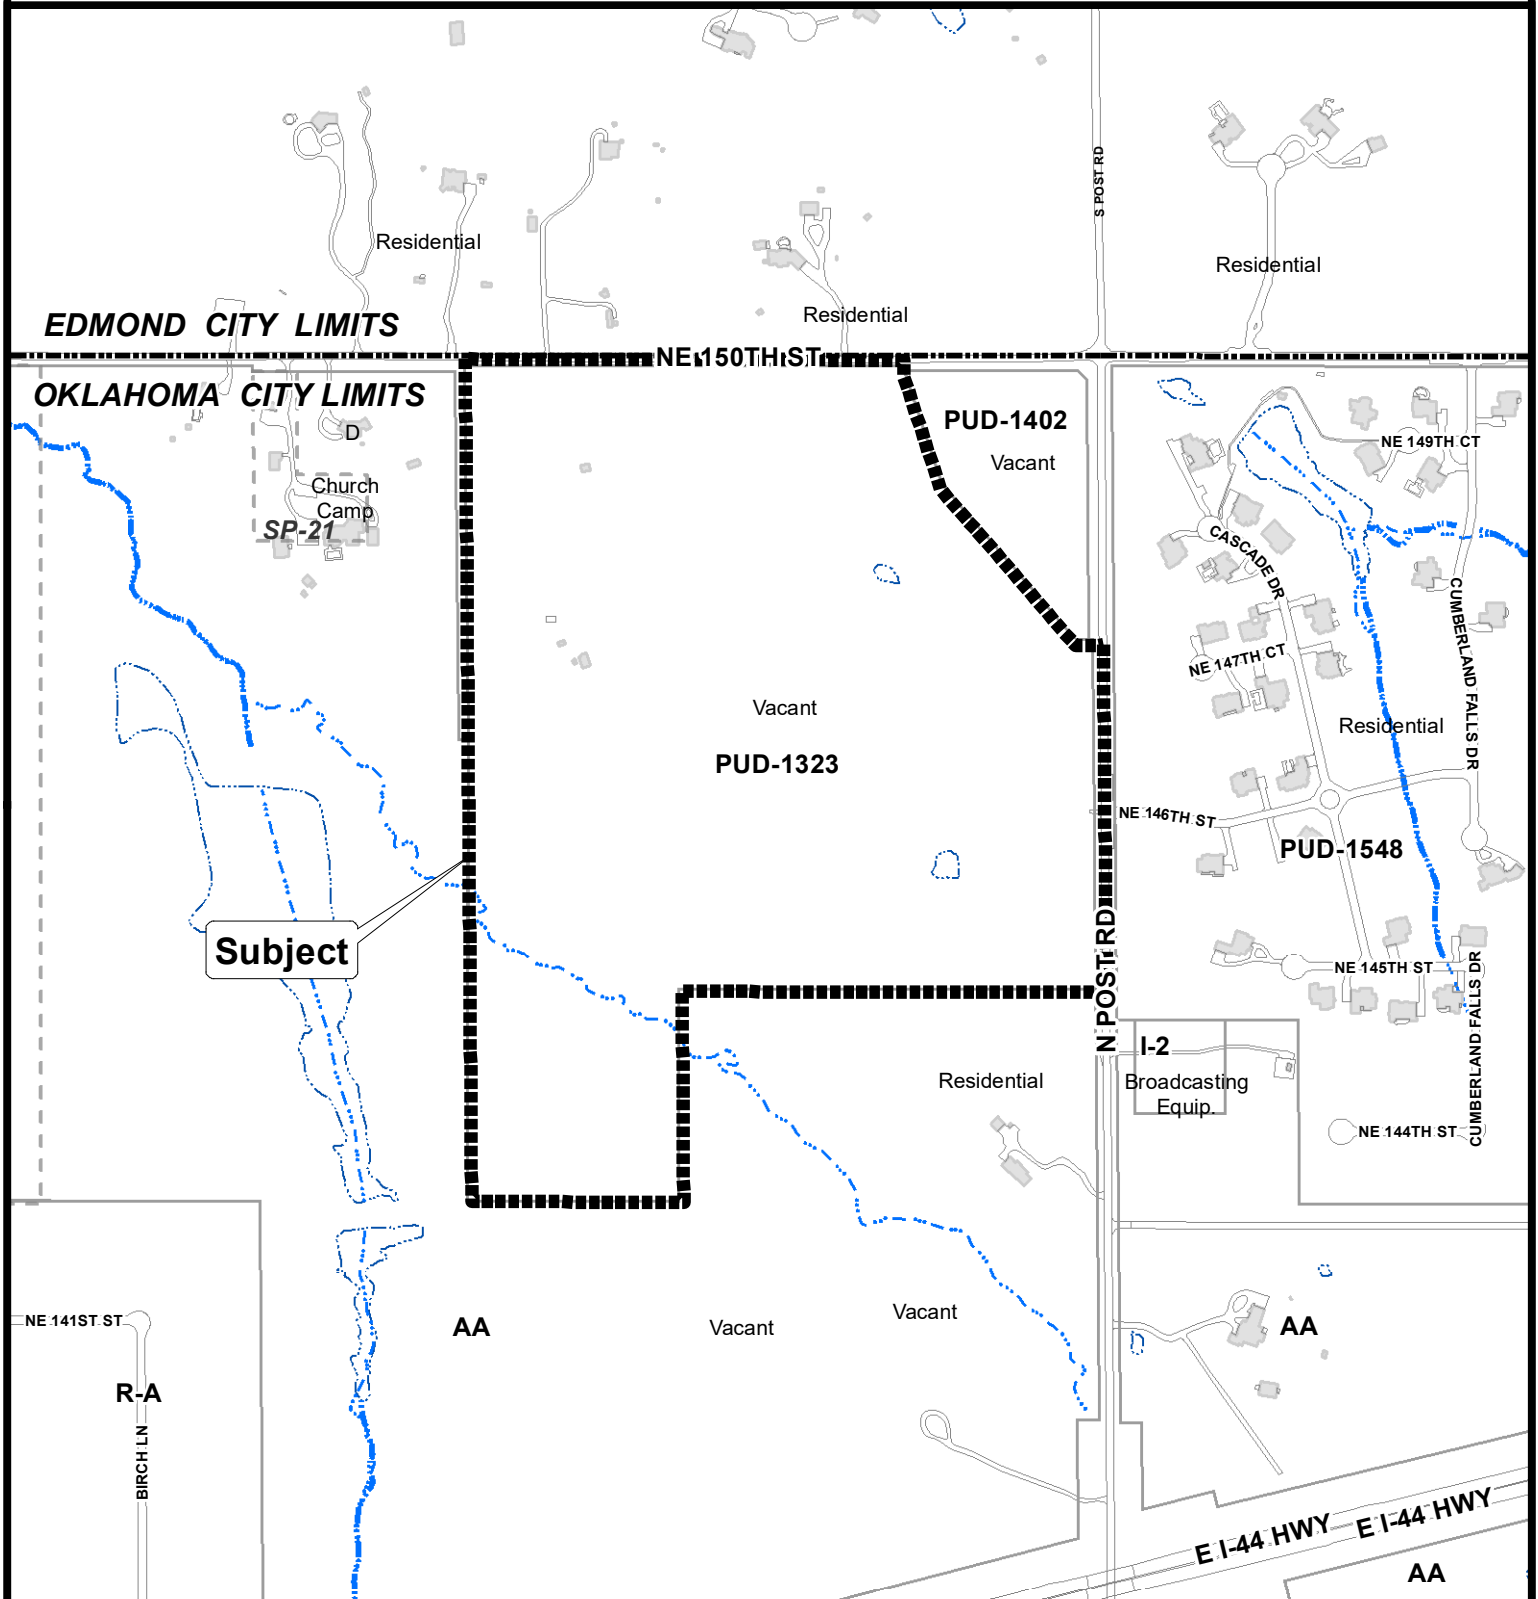 S POST RD
Residential
Residential
Residential
EDMOND CITY LIMITS
NE 150TH ST
OKLAHOMA CITY LIMITS
PUD-1402
D
NE 149TH CT
Vacant
Church
Camp
SP-21
CASCADE DR
CUMBERLAND FALLS DR
NE 147TH CT
Vacant
Residential
PUD-1323
NE 146TH ST
PUD-1548
Subject
N POST RD
NE 145TH ST
CUMBERLAND FALLS DR
I-2
Residential
Broadcasting
Equip.
NE 144TH ST
Vacant
NE 141ST ST
AA
Vacant
AA
R-A
BIRCH LN
E I-44 HWY
E I-44 HWY
AA